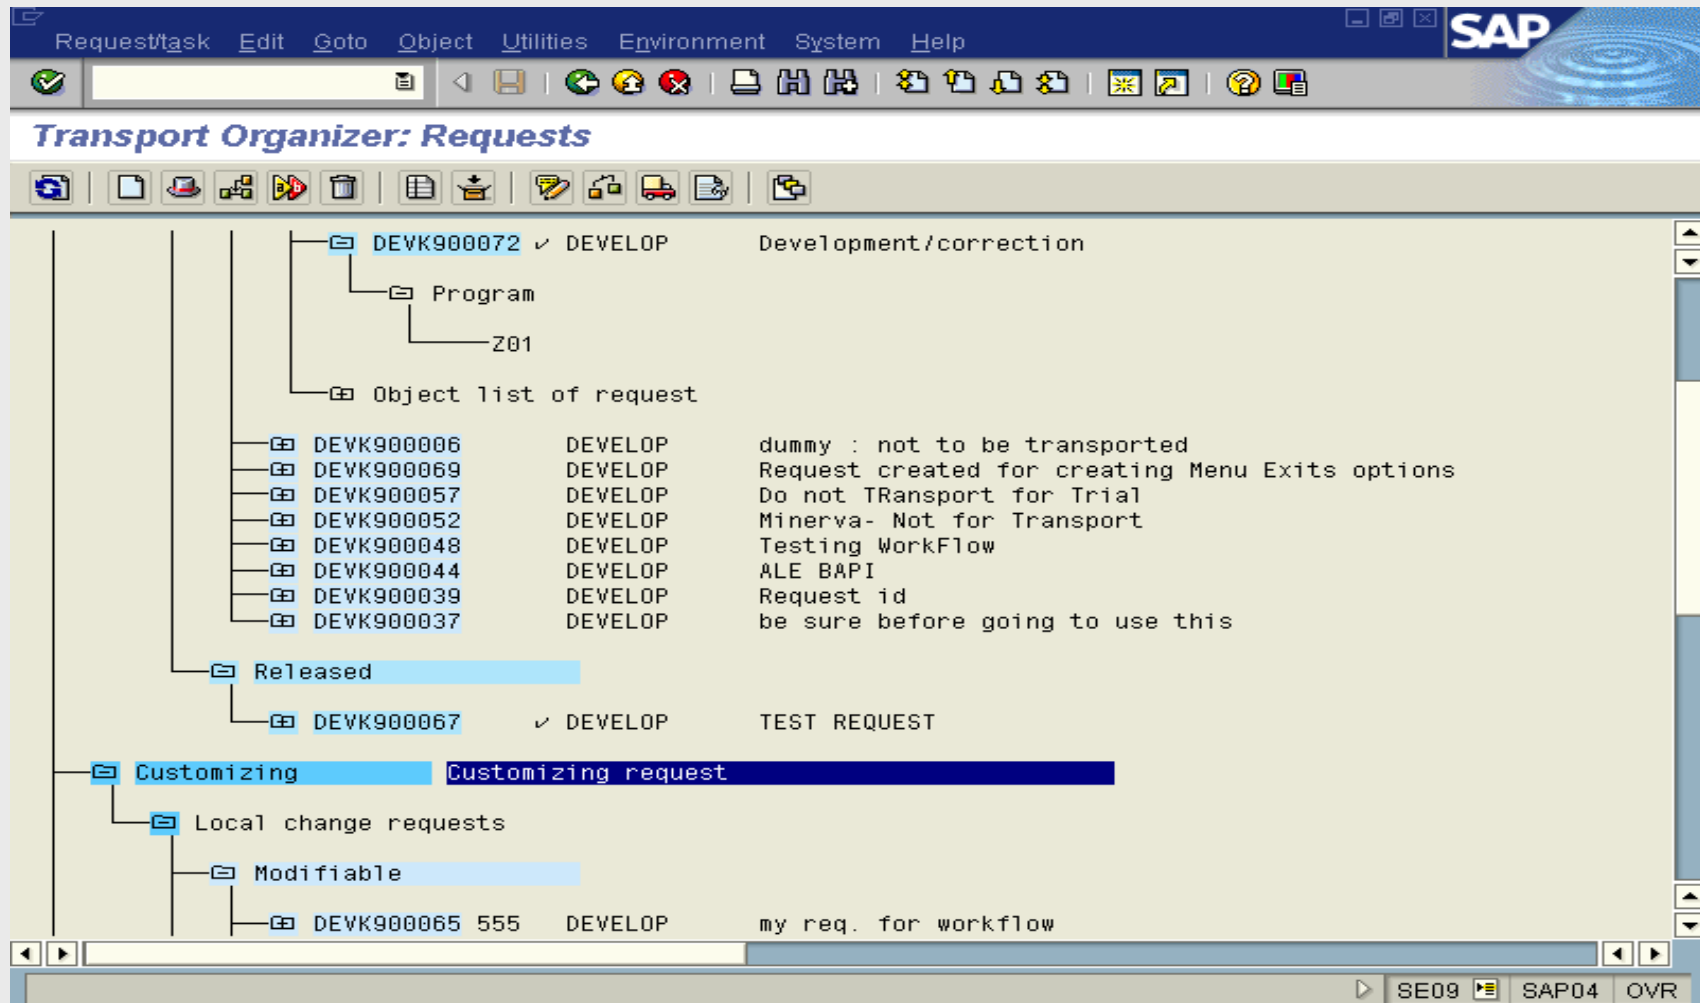 Request/task Edit Goto Object Utilities Environment System Help
SAP
Transport Organizer: Requests
DEVK900072 ✓ DEVELOP Development/correction
Program
Z01
Object list of request
DEVK900006 DEVELOP dummy : not to be transported
DEVK900069 DEVELOP Request created for creating Menu Exits options
DEVK900057 DEVELOP Do not TRansport for Trial
DEVK900052 DEVELOP Minerva- Not for Transport
DEVK900048 DEVELOP Testing WorkFlow
DEVK900044 DEVELOP ALE BAPI
DEVK900039 DEVELOP Request id
DEVK900037 DEVELOP be sure before going to use this
Released
DEVK900067 ✓ DEVELOP TEST REQUEST
Customizing Customizing request
Local change requests
Modifiable
DEVK900065 555 DEVELOP my req. for workflow
SE09 SAP04 OVR